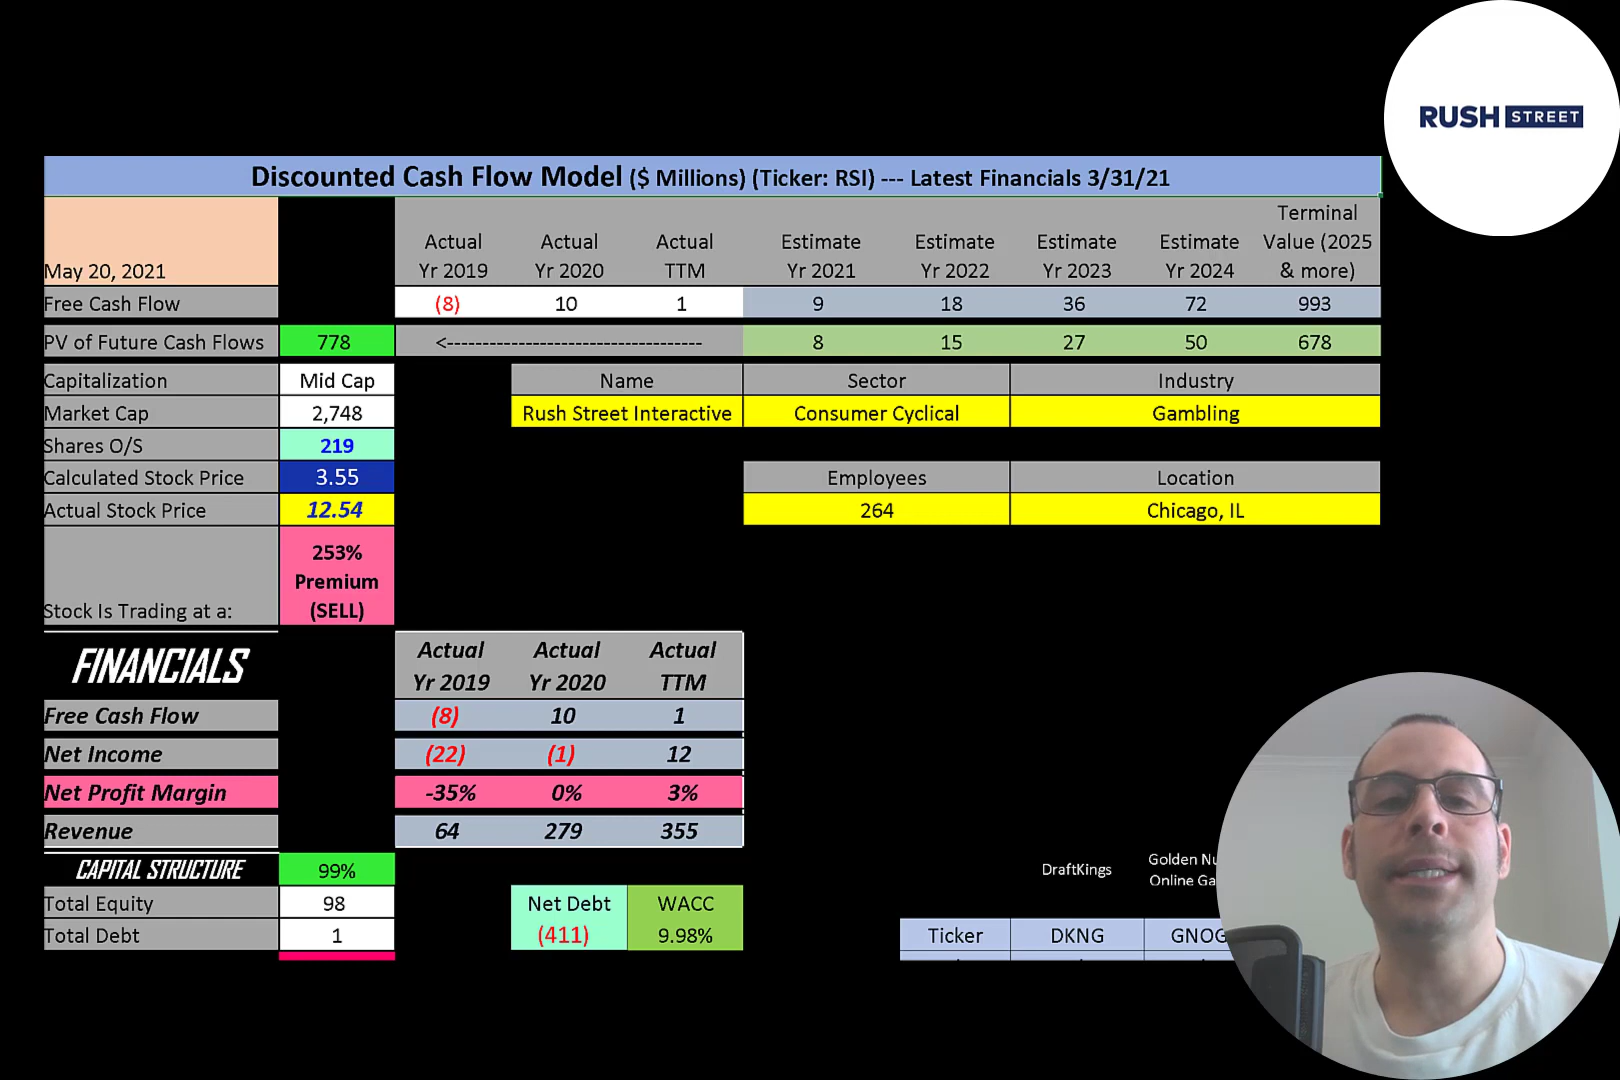 RUSH STREET
Discounted Cash Flow Model ($ Millions) (Ticker: RSI) --- Latest Financials 3/31/21
May 20, 2021
Actual Yr 2019
Actual Yr 2020
Actual TTM
Estimate Yr 2021
Estimate Yr 2022
Estimate Yr 2023
Estimate Yr 2024
Terminal Value (2025 & more)
Free Cash Flow (8) 10 1 9 18 36 72 993
PV of Future Cash Flows 778 <----------------------------------- 8 15 27 50 678
Capitalization Mid Cap Name Sector Industry
Market Cap 2,748 Rush Street Interactive Consumer Cyclical Gambling
Shares O/S 219
Calculated Stock Price 3.55 Employees Location
Actual Stock Price 12.54 264 Chicago, IL
Stock Is Trading at a: 253% Premium (SELL)
FINANCIALS
Actual Yr 2019
Actual Yr 2020
Actual TTM
Free Cash Flow (8) 10 1
Net Income (22) (1) 12
Net Profit Margin -35% 0% 3%
Revenue 64 279 355
CAPITAL STRUCTURE 99%
Total Equity 98 Net Debt WACC
Total Debt 1 (411) 9.98%
DraftKings
Golden
Online
Ticker DKNG GNOG